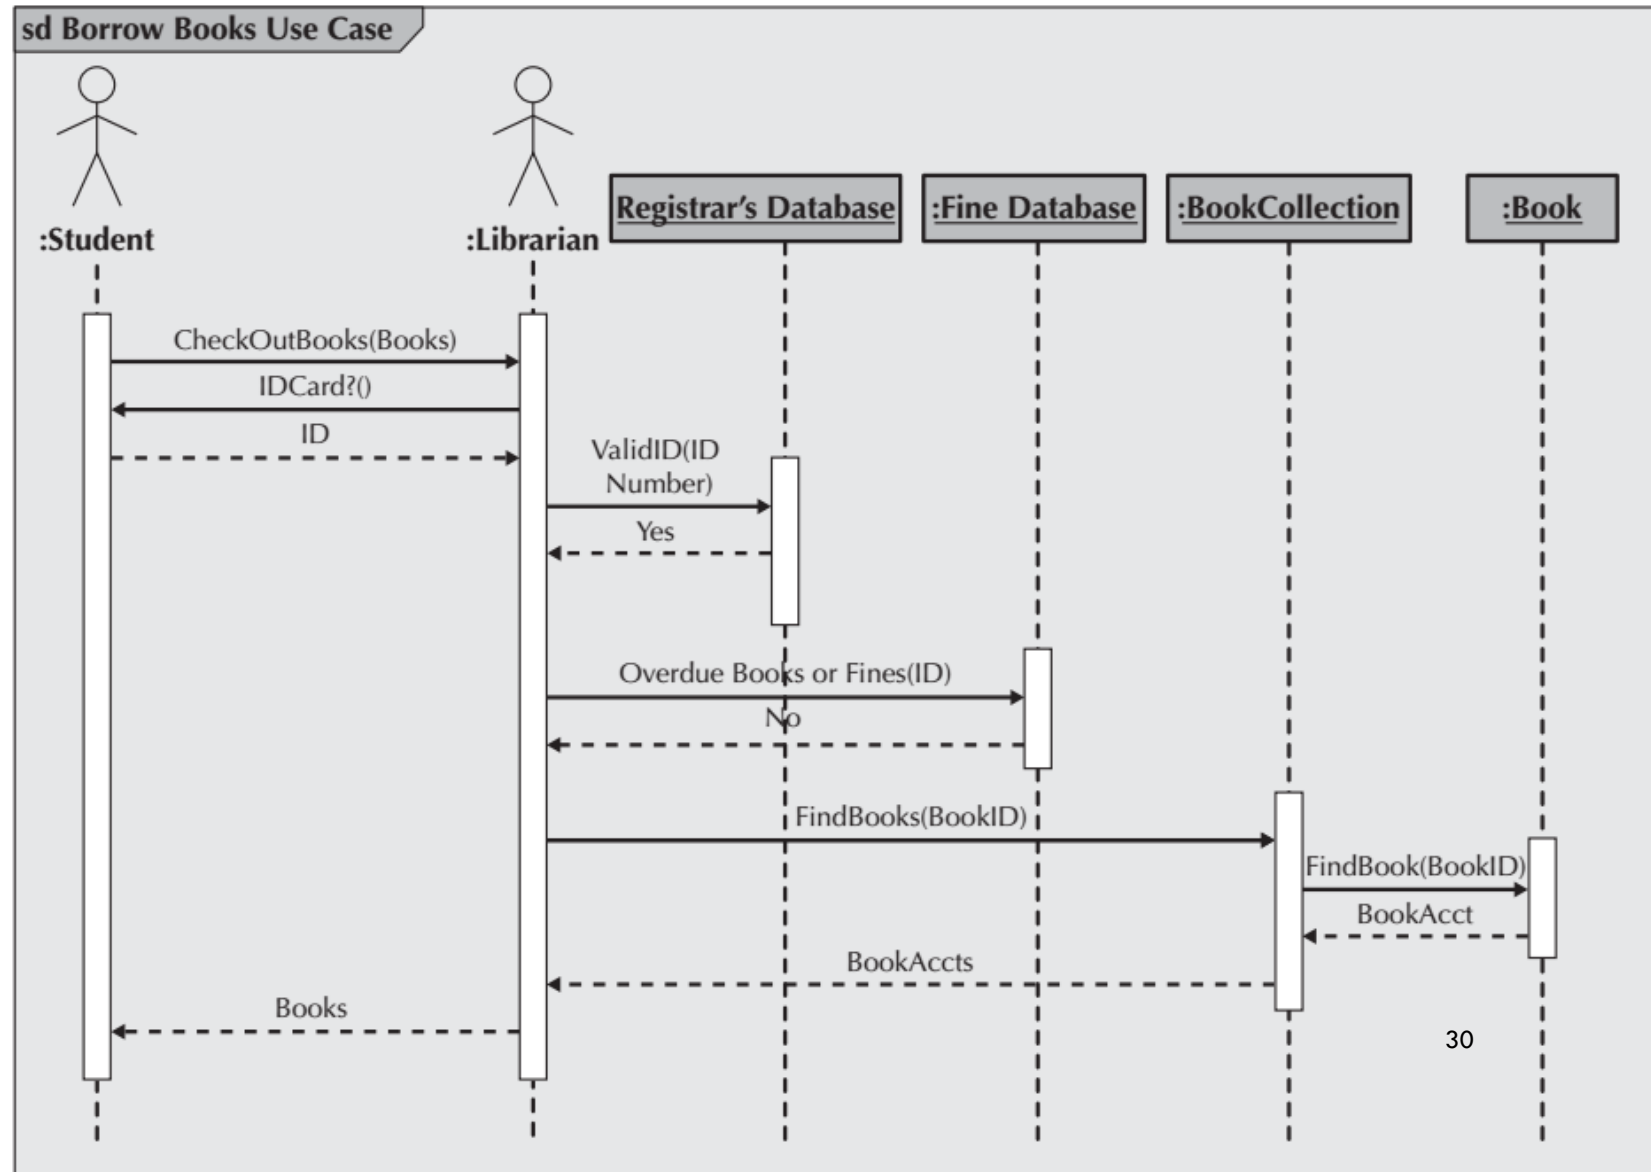 sd Borrow Books Use Case
:Student
:Librarian
Registrar's Database
:Fine Database
:BookCollection
:Book
CheckOutBooks(Books)
IDCard?()
ID
ValidID(ID
Number)
Yes
Overdue Books or Fines(ID)
No
FindBooks(BookID)
FindBook(BookID)
BookAcct
BookAccts
Books
30